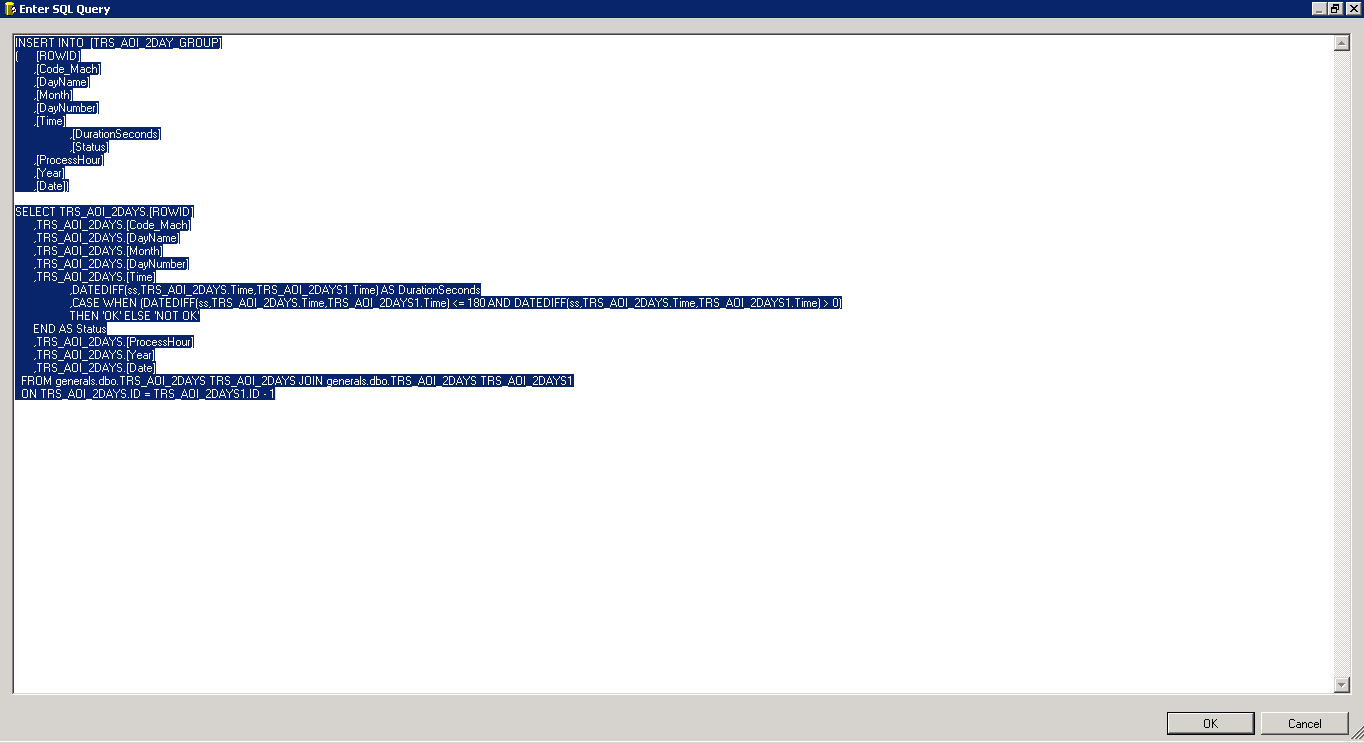 Enter SQL Query
INSERT INTO [TRS_AOI_2DAY_GROUP]
( [ROWID]
,[Code_Mach]
,[DayName]
,[Month]
,[DayNumber]
,[Time]
,[DurationSeconds]
,[Status]
,[ProcessHour]
,[Year]
,[Date])
SELECT TRS_AOI_2DAYS.[ROWID]
,TRS_AOI_2DAYS.[Code_Mach]
,TRS_AOI_2DAYS.[DayName]
,TRS_AOI_2DAYS.[Month]
,TRS_AOI_2DAYS.[DayNumber]
,TRS_AOI_2DAYS.[Time]
,DATEDIFF(ss,TRS_AOI_2DAYS.Time,TRS_AOI_2DAYS1.Time) AS DurationSeconds
,CASE WHEN (DATEDIFF(ss,TRS_AOI_2DAYS.Time,TRS_AOI_2DAYS1.Time) <= 180 AND DATEDIFF(ss,TRS_AOI_2DAYS.Time,TRS_AOI_2DAYS1.Time) > 0)
THEN 'OK' ELSE 'NOT OK'
END AS Status
,TRS_AOI_2DAYS.[ProcessHour]
,TRS_AOI_2DAYS.[Year]
,TRS_AOI_2DAYS.[Date]
FROM generals.dbo.TRS_AOI_2DAYS TRS_AOI_2DAYS JOIN generals.dbo.TRS_AOI_2DAYS TRS_AOI_2DAYS1
ON TRS_AOI_2DAYS.ID = TRS_AOI_2DAYS1.ID - 1
OK Cancel